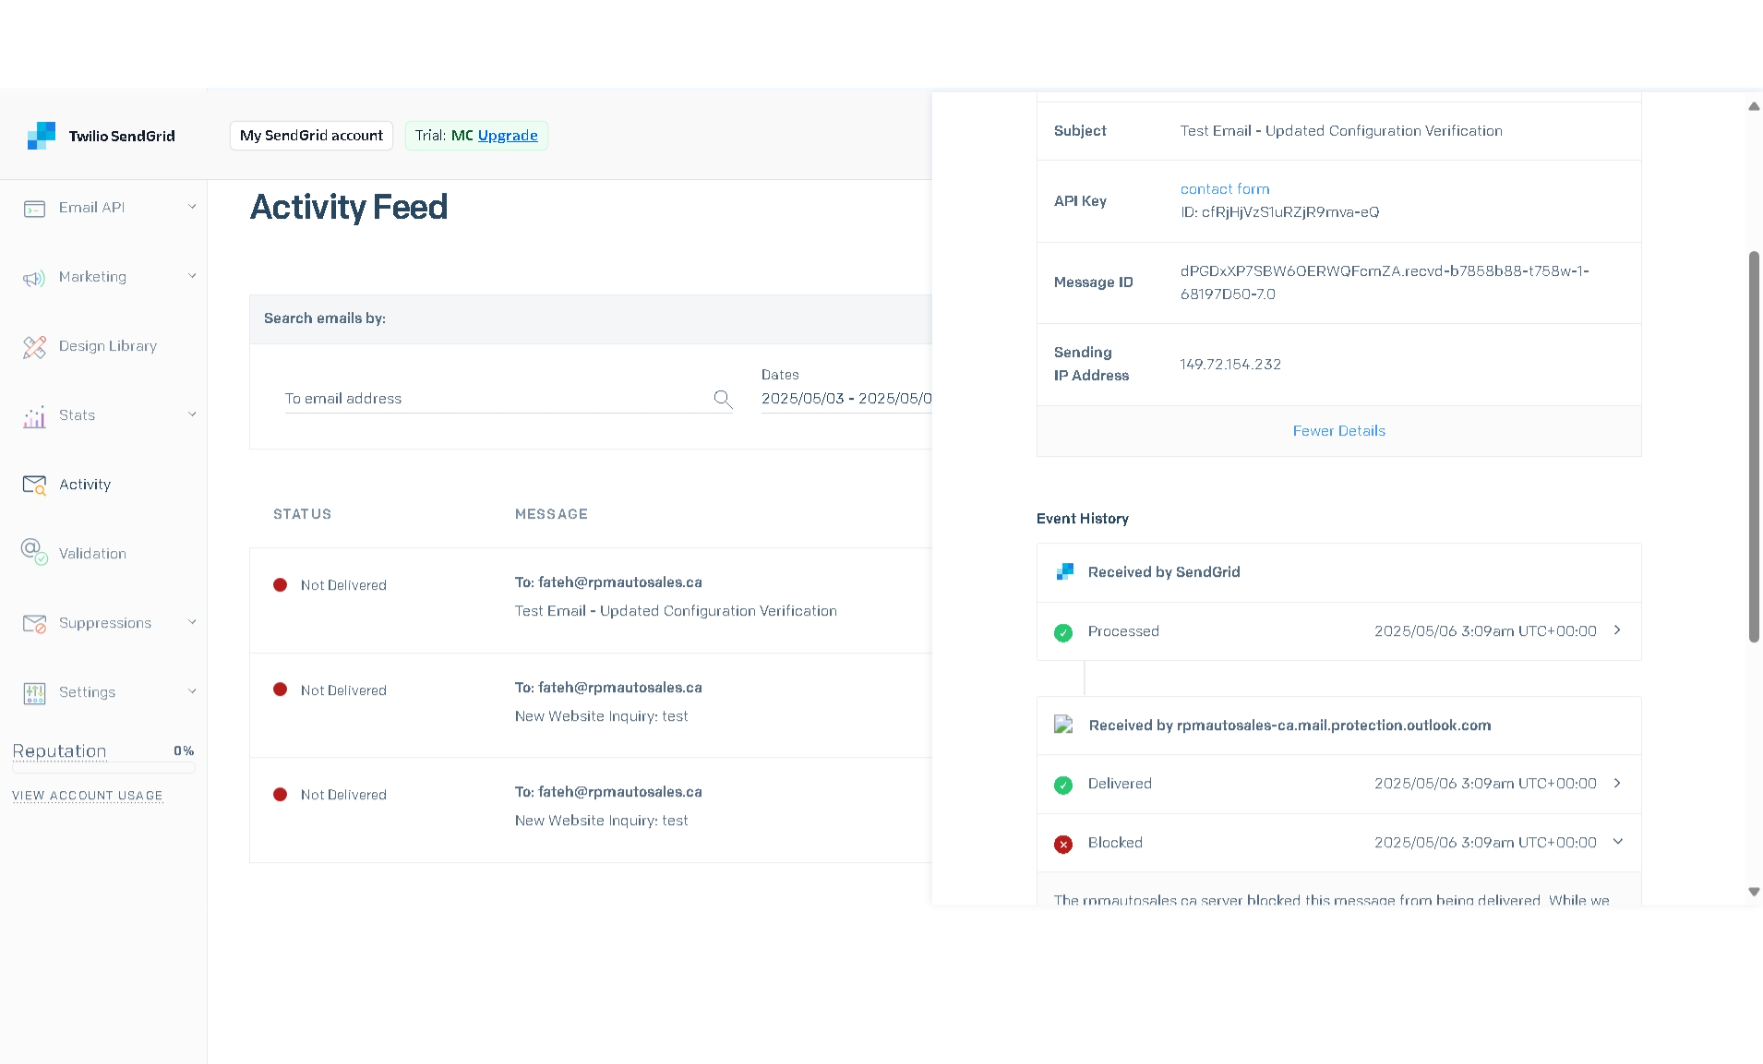 Twilio SendGrid
My SendGrid account
Trial: MC Upgrade
Email API
Marketing
Design Library
Stats
Activity
Validation
Suppressions
Settings
Reputation 0%
VIEW ACCOUNT USAGE
Activity Feed
Search emails by:
To email address
Dates
2025/05/03 - 2025/05/0
STATUS MESSAGE
Not Delivered
To: fateh@rpmautosales.ca
Test Email - Updated Configuration Verification
Not Delivered
To: fateh@rpmautosales.ca
New Website Inquiry: test
Not Delivered
To: fateh@rpmautosales.ca
New Website Inquiry: test
Subject Test Email - Updated Configuration Verification
API Key
contact form
ID: cfRjHjVzS1uRZjR9mva-eQ
Message ID
dPGDxXP7SBW6OERWQFcmZA.recvd-b7858b88-t758w-1-
68197D50-7.0
Sending
IP Address
149.72.154.232
Fewer Details
Event History
Received by SendGrid
Processed 2025/05/06 3:09am UTC+00:00
Received by rpmautosales-ca.mail.protection.outlook.com
Delivered 2025/05/06 3:09am UTC+00:00
Blocked 2025/05/06 3:09am UTC+00:00
The rpmautosales.ca server blocked this message from being delivered. While we